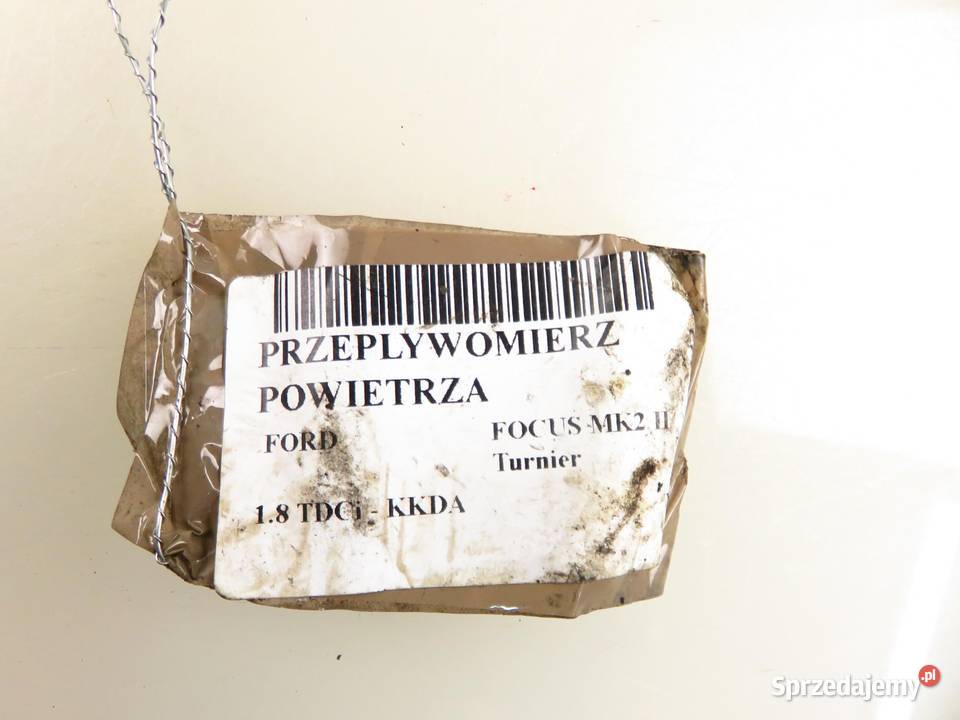 PRZEPLYWOMIERZ
POWIETRZA
FORD
FOCUS MK2 II
Turnier
1.8 TDCi - KKDA
Sprzedajemy.pl